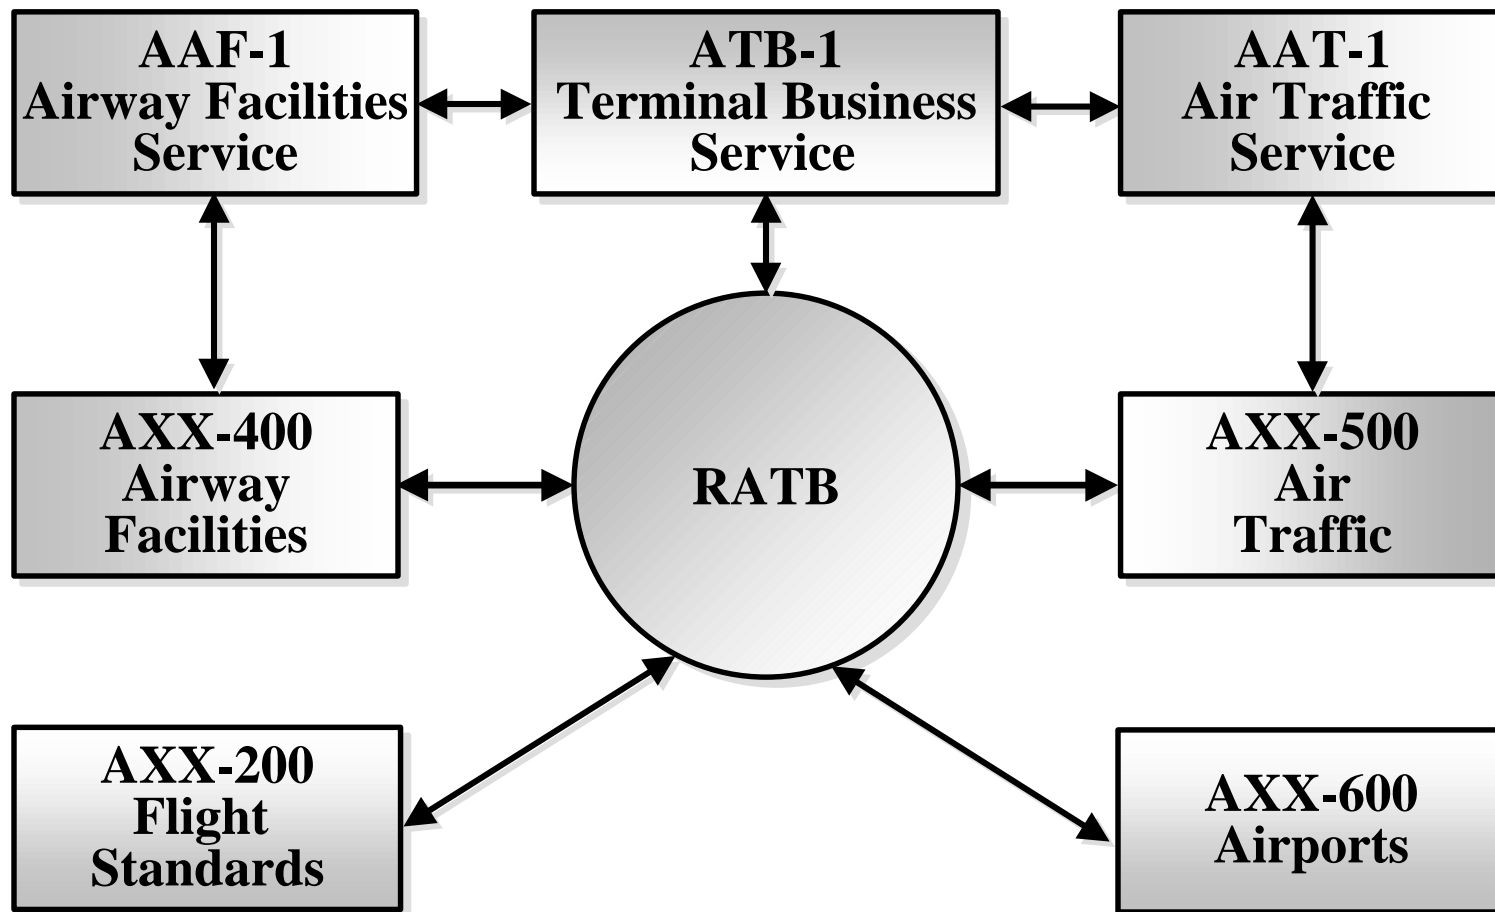 AAF-1
Airway Facilities
Service
ATB-1
Terminal Business
Service
AAT-1
Air Traffic
Service
AXX-400
Airway
Facilities
RATB
AXX-500
Air
Traffic
AXX-200
Flight
Standards
AXX-600
Airports